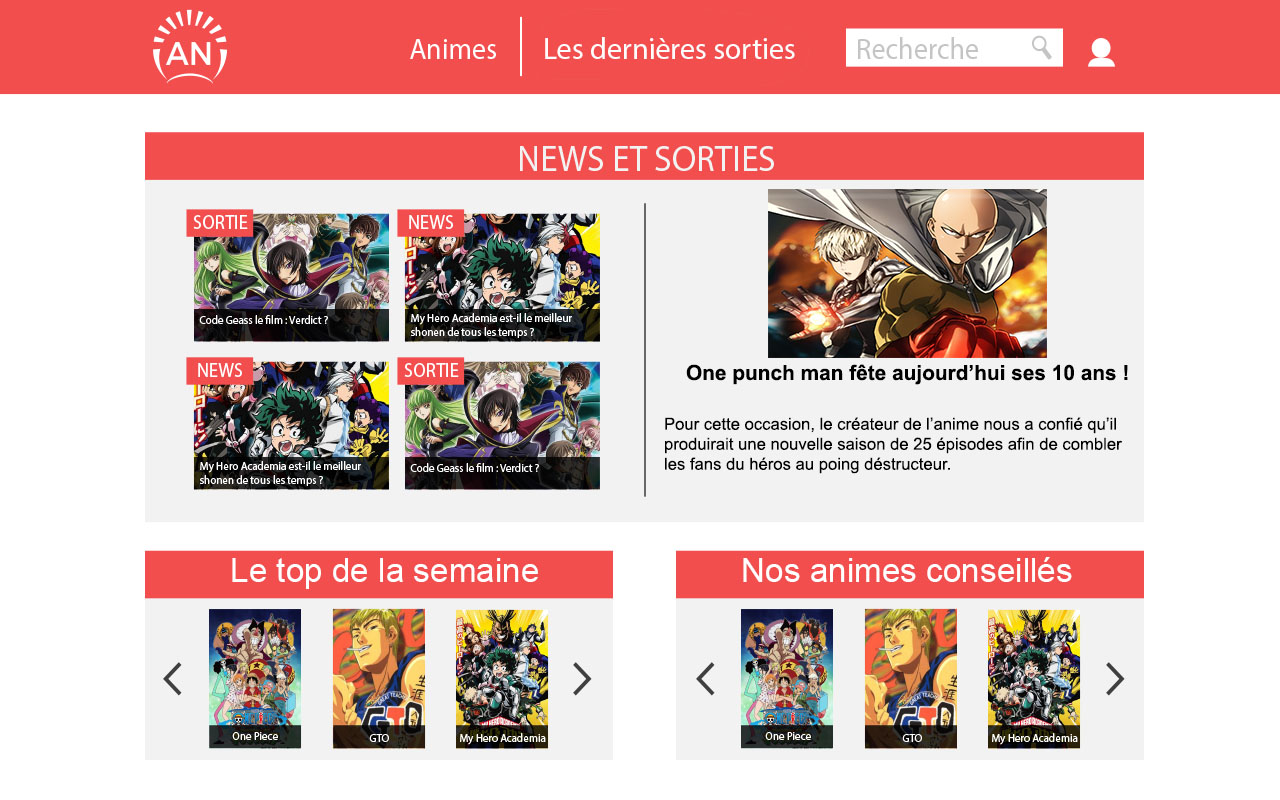 AN
Animes
Les dernières sorties
Recherche
NEWS ET SORTIES
SORTIE
Code Geass le film : Verdict ?
NEWS
My Hero Academia est-il le meilleur
shonen de tous les temps ?
NEWS
My Hero Academia est-il le meilleur
shonen de tous les temps ?
SORTIE
Code Geass le film : Verdict ?
One punch man fête aujourd’hui ses 10 ans !
Pour cette occasion, le créateur de l’anime nous a confié qu’il
produirait une nouvelle saison de 25 épisodes afin de combler
les fans du héros au poing déstructeur.
Le top de la semaine
One Piece
GTO
GTO
My Hero Academia
Nos animes conseillés
One Piece
GTO
GTO
My Hero Academia